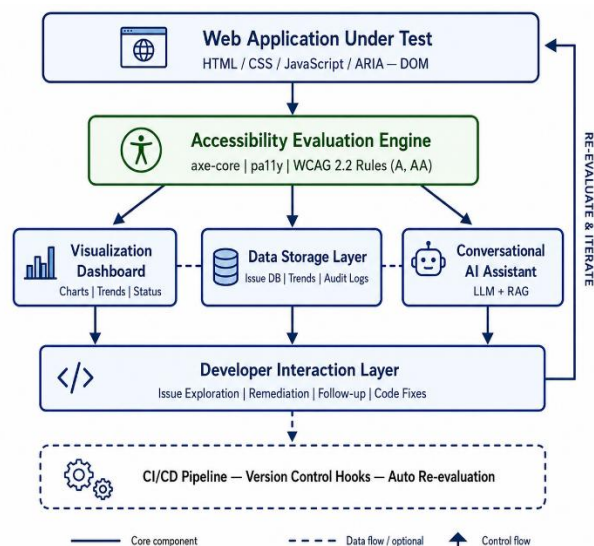 Web Application Under Test
HTML / CSS / JavaScript / ARIA — DOM
Accessibility Evaluation Engine
axe-core | pa11y | WCAG 2.2 Rules (A, AA)
RE-EVALUATE & ITERATE
Visualization
Dashboard
Charts | Trends | Status
Data Storage Layer
Issue DB | Trends | Audit Logs
Conversational
AI Assistant
LLM + RAG
Developer Interaction Layer
Issue Exploration | Remediation | Follow-up | Code Fixes
CI/CD Pipeline — Version Control Hooks — Auto Re-evaluation
Core component
Data flow / optional
Control flow